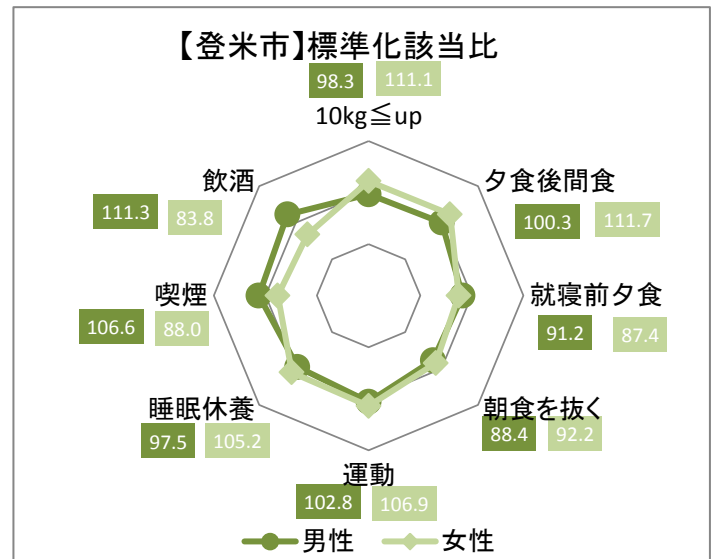 【登米市】標準化該当比
98.3 111.1
10kg≦up
夕食後間食
100.3 111.7
就寝前夕食
91.2 87.4
朝食を抜く
88.4 92.2
運動
102.8 106.9
睡眠休養
97.5 105.2
喫煙
106.6 88.0
飲酒
111.3 83.8
男性 女性